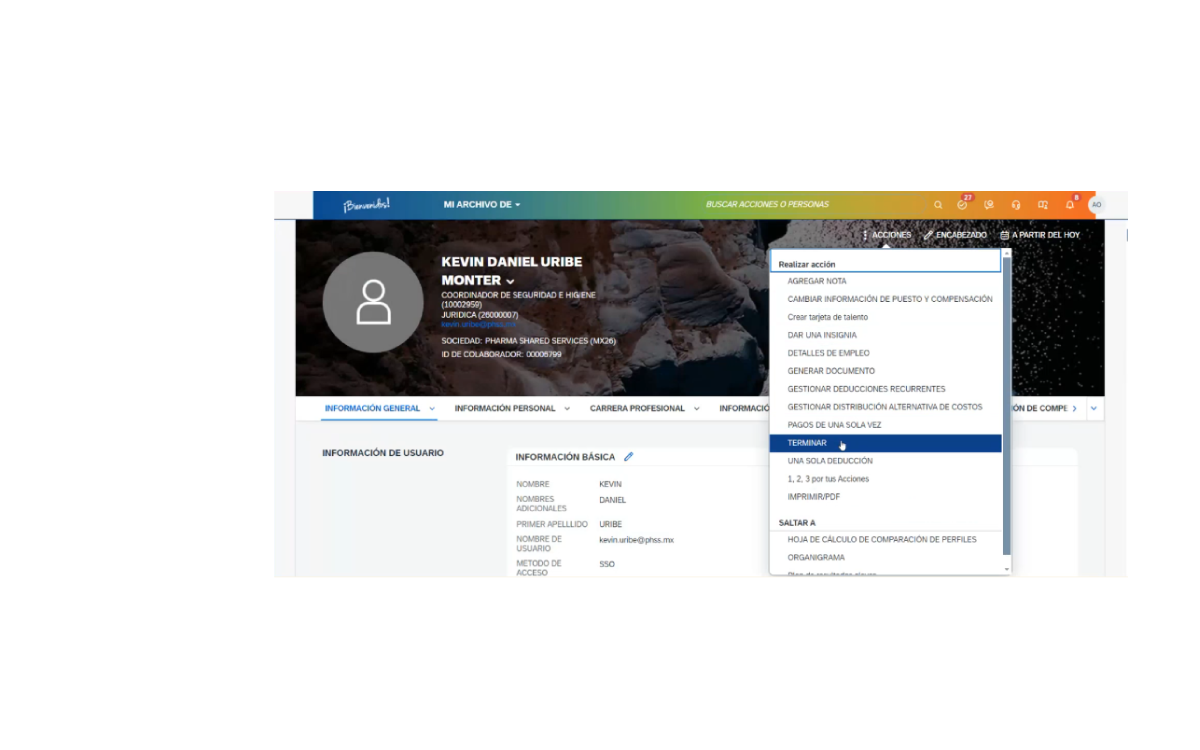 ¡Bienvenidos!
MI ARCHIVO DE
BUSCAR ACCIONES O PERSONAS
27
8
AO
ACCIONES
ENCABEZADO
A PARTIR DEL HOY
KEVIN DANIEL URIBE
MONTER
COORDINADOR DE SEGURIDAD E HIGIENE
(10002959)
JURIDICA (26000007)
SOCIEDAD: PHARMA SHARED SERVICES (MX26)
ID DE COLABORADOR: 00006799
Realizar acción
AGREGAR NOTA
CAMBIAR INFORMACIÓN DE PUESTO Y COMPENSACIÓN
Crear tarjeta de talento
DAR UNA INSIGNIA
DETALLES DE EMPLEO
GENERAR DOCUMENTO
GESTIONAR DEDUCCIONES RECURRENTES
GESTIONAR DISTRIBUCIÓN ALTERNATIVA DE COSTOS
PAGOS DE UNA SOLA VEZ
TERMINAR
UNA SOLA DEDUCCIÓN
1, 2, 3 por tus Acciones
IMPRIMIR/PDF
SALTAR A
HOJA DE CÁLCULO DE COMPARACIÓN DE PERFILES
ORGANIGRAMA
INFORMACIÓN GENERAL
INFORMACIÓN PERSONAL
CARRERA PROFESIONAL
INFORMACIÓ
IÓN DE COMPE
INFORMACIÓN DE USUARIO
INFORMACIÓN BÁSICA
NOMBRE KEVIN
NOMBRES DANIEL
ADICIONALES
PRIMER APELLLIDO URIBE
NOMBRE DE kevin.uribe@phss.mx
USUARIO
METODO DE SSO
ACCESO